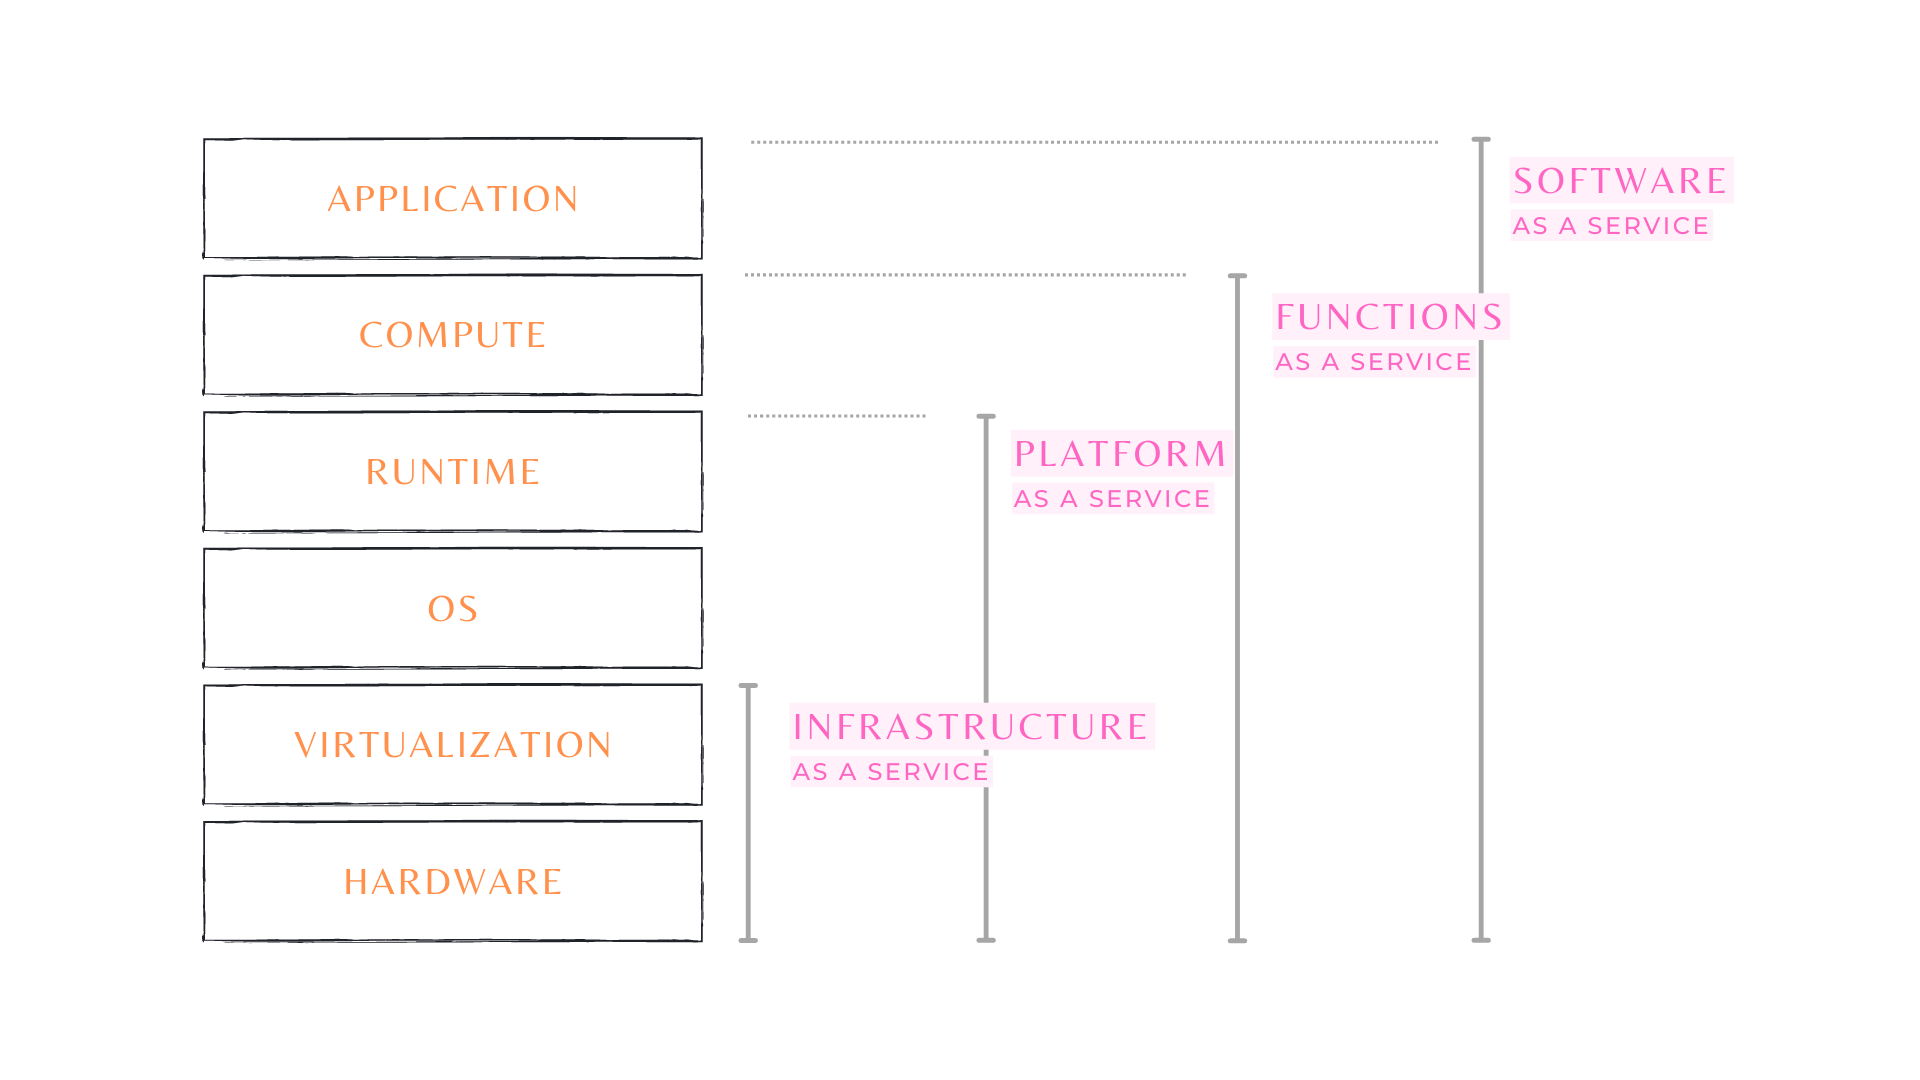 APPLICATION
COMPUTE
RUNTIME
OS
VIRTUALIZATION
HARDWARE
INFRASTRUCTURE
AS A SERVICE
PLATFORM
AS A SERVICE
FUNCTIONS
AS A SERVICE
SOFTWARE
AS A SERVICE